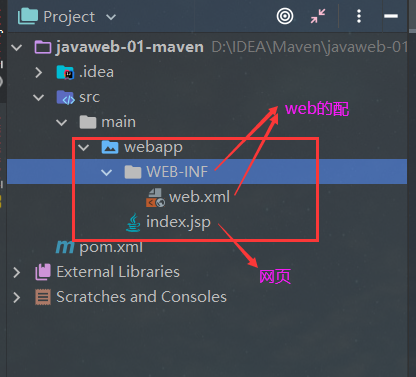 Project
javaweb-01-maven D:\IDEA\Maven\javaweb-01
.idea
src
main
web的配
webapp
WEB-INF
web.xml
index.jsp
pom.xml
External Libraries
网页
Scratches and Consoles